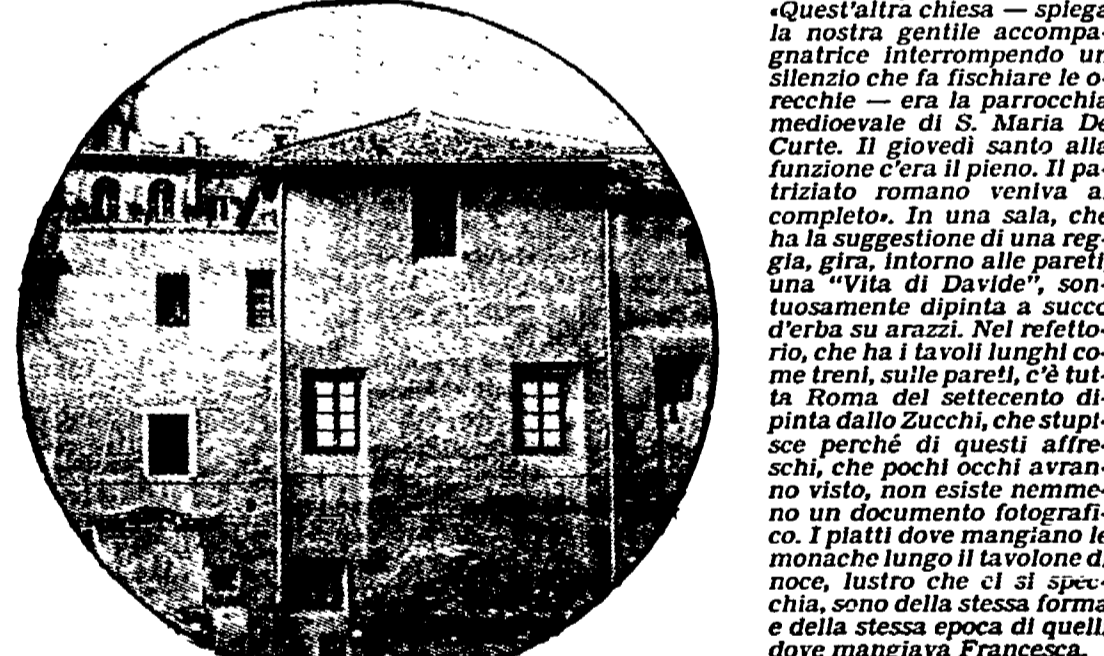 «Quest'altra chiesa — spiega
la nostra gentile accompa-
gnatrice interrompendo un
silenzio che fa fischiare le o-
recchie — era la parrocchia
medioevale di S. Maria De
Curte. Il giovedì santo alla
funzione c'era il pieno. Il pa-
triziato romano veniva al
completo». In una sala, che
ha la suggestione di una reg-
gia, gira, intorno alle pareti,
una "Vita di Davide", son-
tuosamente dipinta a succo
d'erba su arazzi. Nel refetto-
rio, che ha i tavoli lunghi co-
me treni, sulle pareti, c'è tut-
ta Roma del settecento di-
pinta dallo Zucchi, che stupi-
sce perché di questi affre-
schi, che pochi occhi avran-
no visto, non esiste nemme-
no un documento fotografi-
co. I piatti dove mangiano le
monache lungo il tavolone di
noce, lustro che ci si spec-
chia, sono della stessa forma
e della stessa epoca di quelli
dove mangiava Francesca.